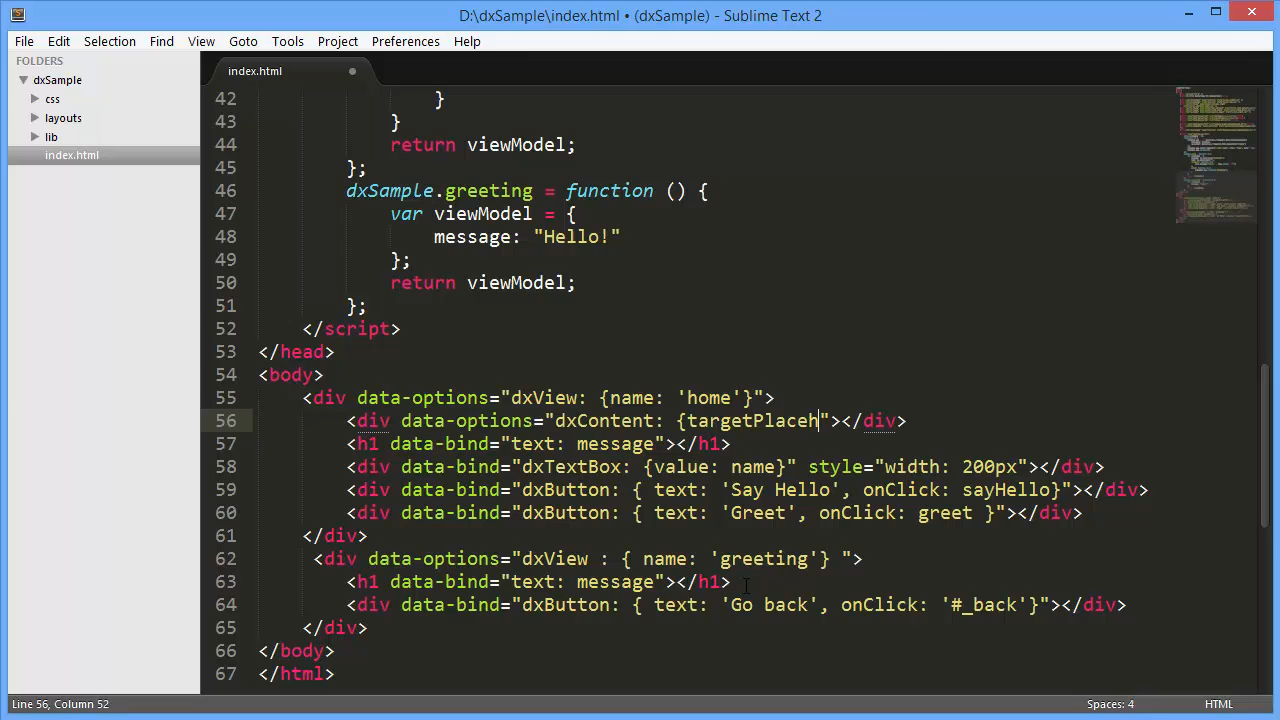 D:\dxSample\index.html • (dxSample) - Sublime Text 2
File Edit Selection Find View Goto Tools Project Preferences Help
FOLDERS
dxSample
css
layouts
lib
index.html
index.html
42 }
43 }
44 return viewModel;
45 };
46 dxSample.greeting = function () {
47 var viewModel = {
48 message: "Hello!"
49 };
50 return viewModel;
51 };
52 </script>
53 </head>
54 <body>
55 <div data-options="dxView: {name: 'home'}">
56 <div data-options="dxContent: {targetPlaceh"></div>
57 <h1 data-bind="text: message"></h1>
58 <div data-bind="dxTextBox: {value: name}" style="width: 200px"></div>
59 <div data-bind="dxButton: { text: 'Say Hello', onClick: sayHello}"></div>
60 <div data-bind="dxButton: { text: 'Greet', onClick: greet }"></div>
61 </div>
62 <div data-options="dxView : { name: 'greeting'} ">
63 <h1 data-bind="text: message"></h1>
64 <div data-bind="dxButton: { text: 'Go back', onClick: '#_back'}"></div>
65 </div>
66 </body>
67 </html>
Line 56, Column 52 Spaces: 4 HTML